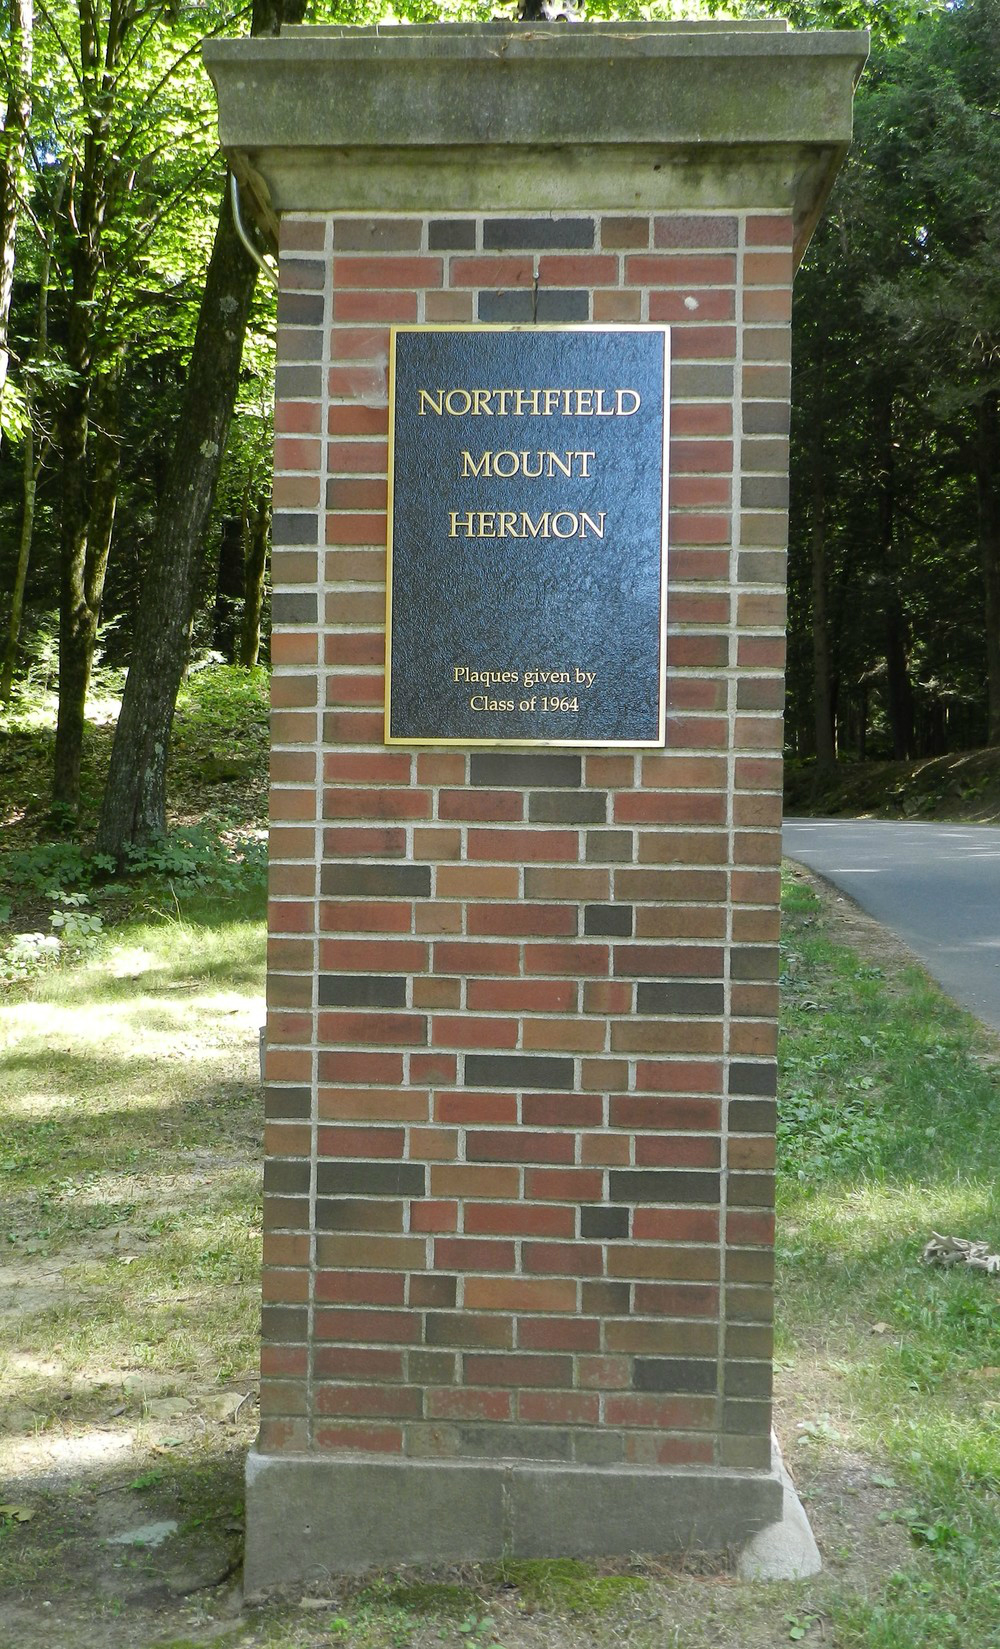 NORTHFIELD
MOUNT
HERMON
Plaques given by
Class of 1964